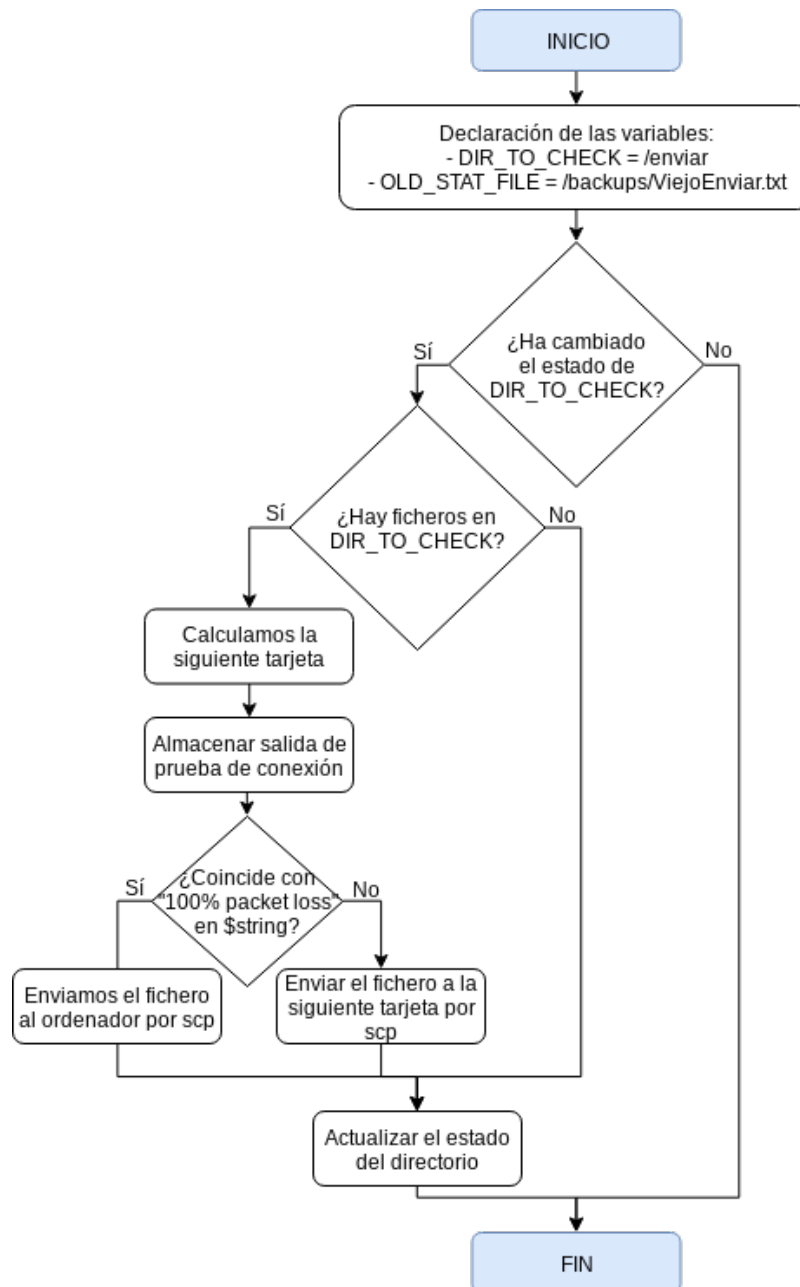 INICIO
Declaración de las variables:
- DIR_TO_CHECK = /enviar
- OLD_STAT_FILE = /backups/ViejoEnviar.txt
¿Ha cambiado
el estado de
DIR_TO_CHECK?
Sí
No
¿Hay ficheros en
DIR_TO_CHECK?
Sí
No
Calculamos la
siguiente tarjeta
Almacenar salida de
prueba de conexión
¿Coincide con
"100% packet loss"
en $string?
Sí
No
Enviamos el fichero
al ordenador por scp
Enviar el fichero a la
siguiente tarjeta por
scp
Actualizar el estado
del directorio
FIN